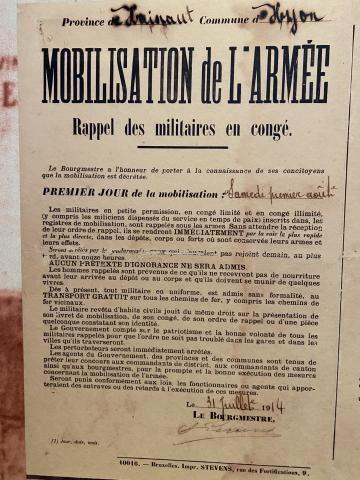 Province de Hainaut Commune d'Hyon
MOBILISATION de L'ARMÉE
Rappel des militaires en congé.
Le Bourgmestre a l'honneur de porter à la connaissance de ses concitoyens
que la mobilisation est décrétée.
PREMIER JOUR de la mobilisation : Samedi premier août
Les militaires en petite permission, en congé limité et en congé illimité,
(y compris les miliciens dispensés du service en temps de paix) inscrits dans, les
registres de mobilisation, sont rappelés sous les armes. Sans attendre la réception
de leur ordre de rappel, ils se rendront IMMÉDIATEMENT par la voie la plus rapide
et la plus directe, dans les dépôts, corps ou forts où sont conservés leurs armes et
leurs effets.
pas rejoint demain, au plus
rd, avant onze heures.
AUCUN PRÉTEXTE D'IGNORANCE NE SERA ADMIS.
Les hommes rappelés sont prévenus de ce qu'ils ne recevront pas de nourriture
avant leur arrivée au dépôt ou au corps et qu'ils doivent se munir de quelques
vivres.
Dès à présent, tout militaire en uniforme, est admis sans formalité, au
TRANSPORT GRATUIT sur tous les chemins de fer, y compris les chemins de
fer vicinaux.
Le militaire revêtu d'habits civils jouit du même droit sur la présentation de
son livret de mobilisation, de son congé, de son ordre de rappel ou d'une pièce
quelconque constatant son identité.
Le Gouvernement compte sur le patriotisme et la bonne volonté de tous les
militaires rappelés pour que l'ordre ne soit pas troublé dans les gares et dans les
villes qu'ils traverseront.
Les perturbateurs seront immédiatement arrêtés.
Les agents du Gouvernement, des provinces et des communes sont tenus de
prêter leur concours aux commandants de district, aux commandants de canton
ainsi qu'aux bourgmestres, pour la prompte et la bonne exécution des mesures
concernant la mobilisation de l'armée.
Seront punis conformément aux lois, les fonctionnaires ou agents qui appor-
teraient des entraves ou des retards à l'exécution de ces mesures.
Le 31 Juillet 1914
LE BOURGMESTRE,
(1) Jour, date, mois.
40016. — Bruxelles. Impr. STEVENS, rue des Fortifications, 9.